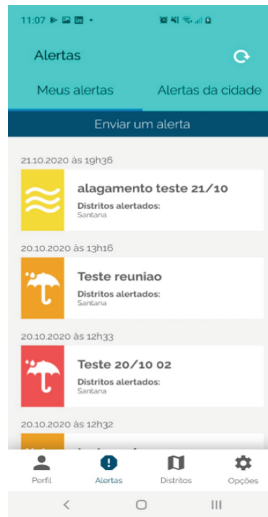 11:07
Alertas
Meus alertas Alertas da cidade
Enviar um alerta
21.10.2020 às 19h36
alagamento teste 21/10
Distritos alertados:
Santana
20.10.2020 às 13h16
Teste reuniao
Distritos alertados:
Santana
20.10.2020 às 12h33
Teste 20/10 02
Distritos alertados:
Santana
20.10.2020 às 12h32
Perfil Alertas Distritos Opções